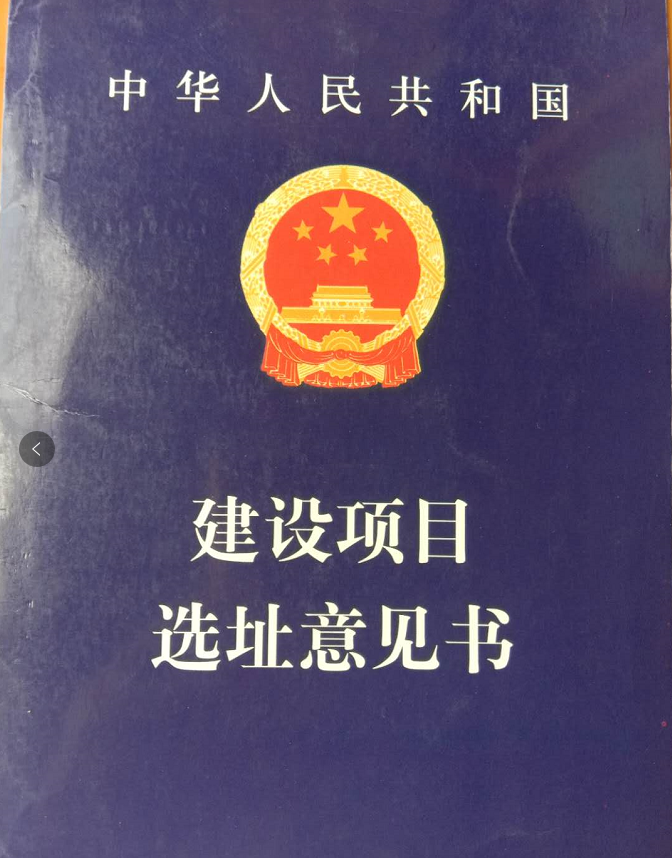 中华人民共和国
建设项目
选址意见书